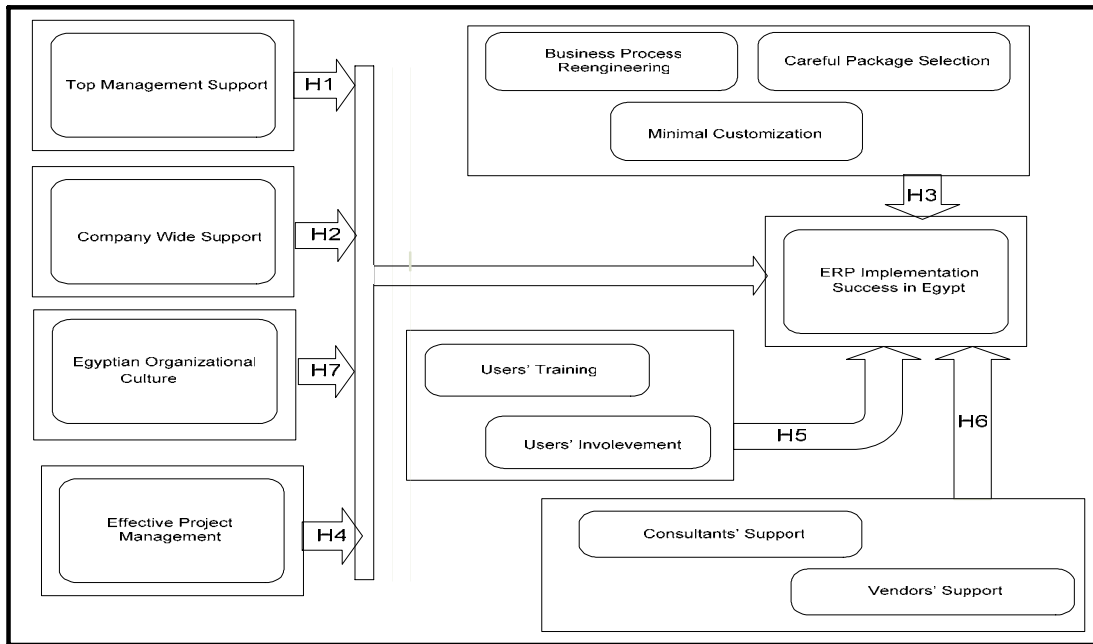 Top Management Support
H1
Company Wide Support
H2
Egyptian Organizational
Culture
H7
Effective Project
Management
H4
Business Process
Reengineering
Careful Package Selection
Minimal Customization
H3
ERP Implementation
Success in Egypt
Users' Training
Users' Involevement
H5
H6
Consultants' Support
Vendors' Support